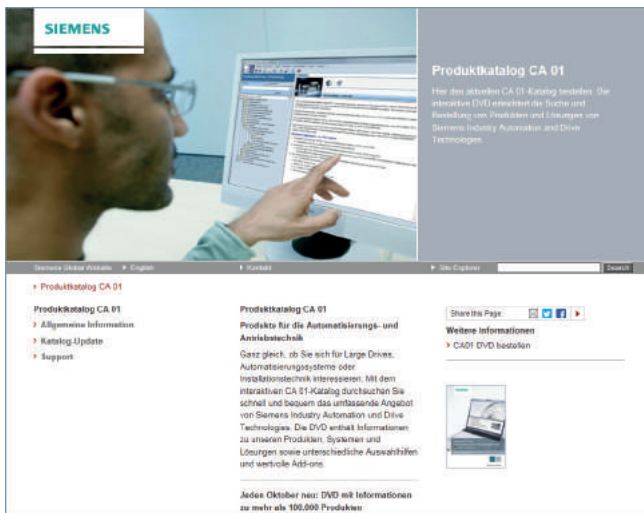 SIEMENS
Produktkatalog CA 01
Hier den aktuellen CA 01-Katalog bestellen. Die
interaktive DVD erleichtert die Suche und
Bestellung von Produkten und Lösungen von
Siemens Industry Automation and Drive
Technologies.
Siemens Global Website
English
Kontakt
Site Explorer
Search
Produktkatalog CA 01
Produktkatalog CA 01
Allgemeine Information
Katalog-Update
Support
Produktkatalog CA 01
Produkte für die Automatisierungs- und
Antriebstechnik
Ganz gleich, ob Sie sich für Large Drives,
Automatisierungssysteme oder
Installationstechnik interessieren: Mit dem
interaktiven CA 01-Katalog durchsuchen Sie
schnell und bequem das umfassende Angebot
von Siemens Industry Automation und Drive
Technologies. Die DVD enthält Informationen
zu unseren Produkten, Systemen und
Lösungen sowie unterschiedliche Auswahlhilfen
und wertvolle Add-ons.
Jeden Oktober neu: DVD mit Informationen
zu mehr als 100.000 Produkten
Share this Page:
Weitere Informationen
CA01 DVD bestellen